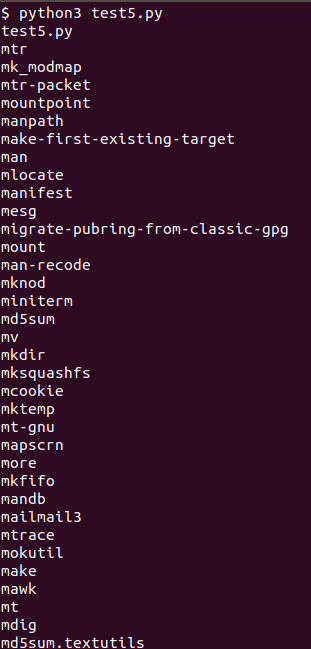 $ python3 test5.py
test5.py
mtr
mk_modmap
mtr-packet
mountpoint
manpath
make-first-existing-target
man
mlocate
manifest
mesg
migrate-pubring-from-classic-gpg
mount
man-recode
mknod
miniterm
md5sum
mv
mkdir
mksquashfs
mcookie
mktemp
mt-gnu
mapscrn
more
mkfifo
mandb
mailmail3
mtrace
mokutil
make
mawk
mt
mdig
md5sum.textutils